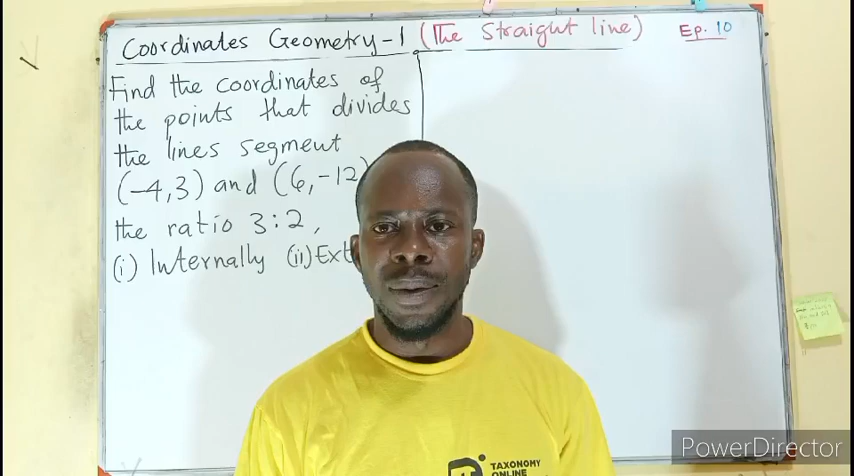 Coordinates Geometry-1 (The Straight line) Ep. 10
Find the coordinates of
the points that divides
the lines segment
(-4,3) and (6,-12)
the ratio 3:2,
(i) Internally (ii) Ext
TAXONOMY
ONLINE
PowerDirector